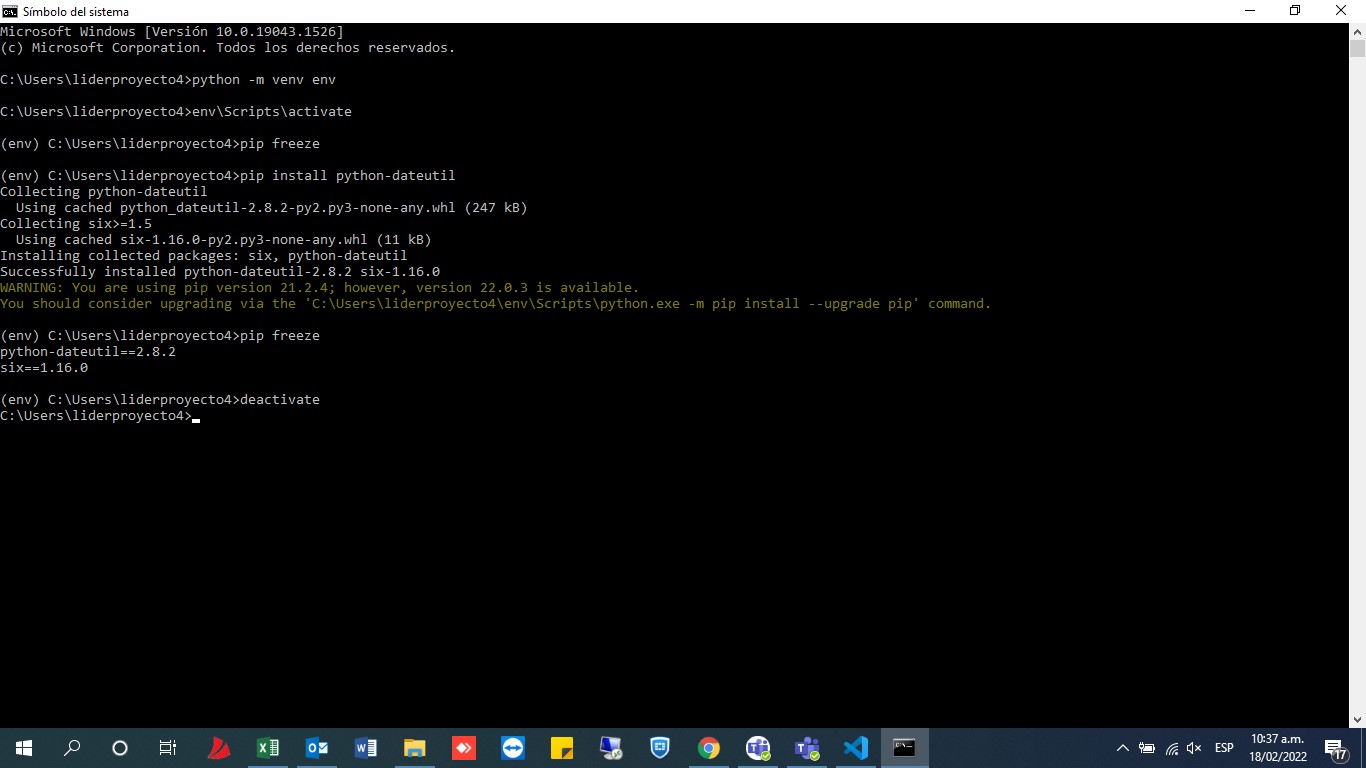 Símbolo del sistema
Microsoft Windows [Versión 10.0.19043.1526]
(c) Microsoft Corporation. Todos los derechos reservados.
C:\Users\liderproyecto4>python -m venv env
C:\Users\liderproyecto4>env\Scripts\activate
(env) C:\Users\liderproyecto4>pip freeze
(env) C:\Users\liderproyecto4>pip install python-dateutil
Collecting python-dateutil
  Using cached python_dateutil-2.8.2-py2.py3-none-any.whl (247 kB)
Collecting six>=1.5
  Using cached six-1.16.0-py2.py3-none-any.whl (11 kB)
Installing collected packages: six, python-dateutil
Successfully installed python-dateutil-2.8.2 six-1.16.0
WARNING: You are using pip version 21.2.4; however, version 22.0.3 is available.
You should consider upgrading via the 'C:\Users\liderproyecto4\env\Scripts\python.exe -m pip install --upgrade pip' command.
(env) C:\Users\liderproyecto4>pip freeze
python-dateutil==2.8.2
six==1.16.0
(env) C:\Users\liderproyecto4>deactivate
C:\Users\liderproyecto4>
ESP
10:37 a.m.
18/02/2022
17